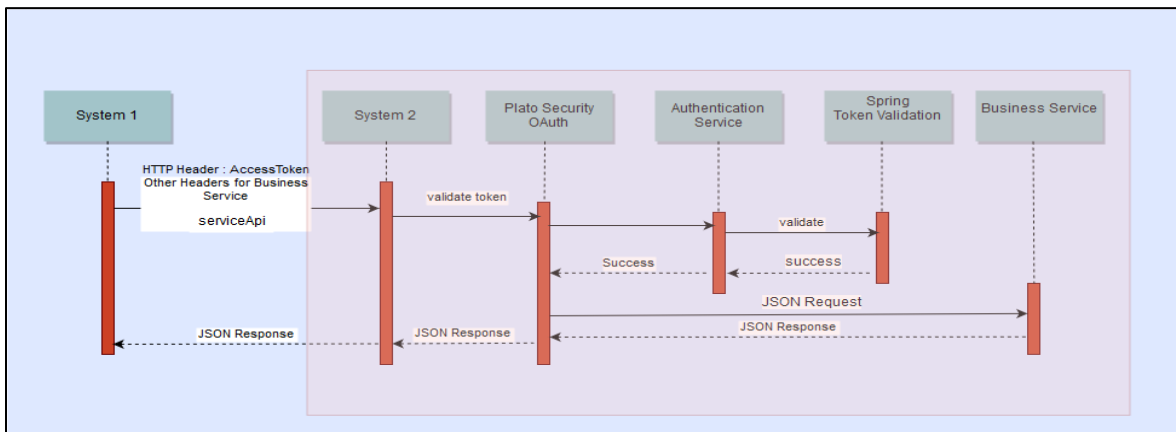 System 1
System 2
Plato Security
OAuth
Authentication
Service
Spring
Token Validation
Business Service
HTTP Header : AccessToken
Other Headers for Business
Service
serviceApi
validate token
validate
Success
success
JSON Request
JSON Response
JSON Response
JSON Response